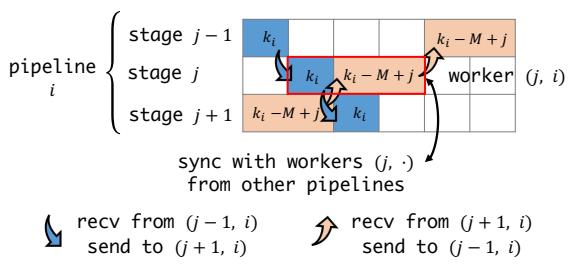 stage j − 1
k_i
k_i − M + j
pipeline
i
stage j
k_i
k_i − M + j
worker (j, i)
stage j + 1
k_i − M + j
k_i
sync with workers (j, ·)
from other pipelines
recv from (j − 1, i)
send to (j + 1, i)
recv from (j + 1, i)
send to (j − 1, i)